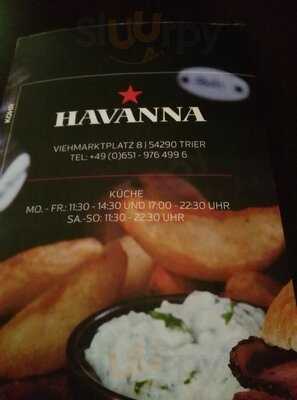 sluurpy
HAVANNA
VIEHMARKTPLATZ 8 | 54290 TRIER
TEL: +49 (0)651 - 976 499 6
KÜCHE
MO. - FR.: 11:30 - 14:30 UND 17:00 - 22:30 UHR
SA.-SO: 11:30 - 22:30 UHR